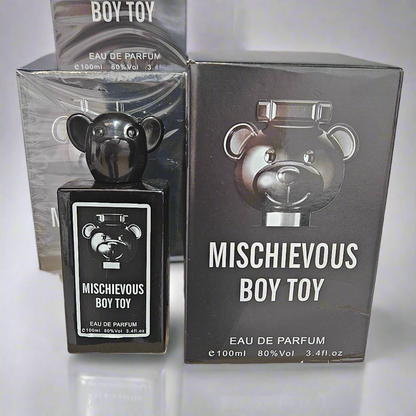 BOY TOY
EAU DE PARFUM
℮100ml 80%Vol 3.4fl.
MISCHIEVOUS
BOY TOY
EAU DE PARFUM
℮100ml 80%Vol 3.4fl.oz
MISCHIEVOUS
BOY TOY
EAU DE PARFUM
℮100ml 80%Vol 3.4fl.oz